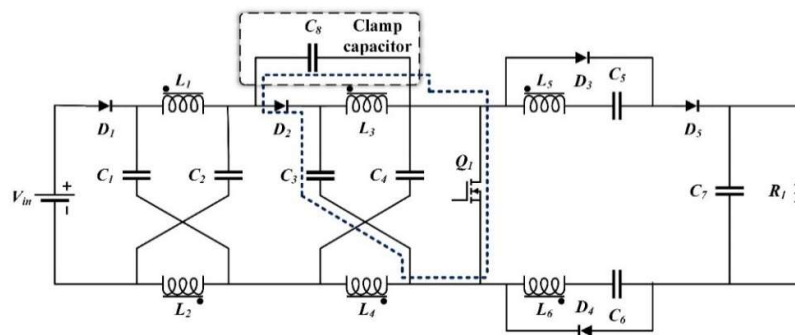 C8
Clamp
capacitor
L1
L5
D3
C5
D1
D2
L3
D5
C1
C2
C3
C4
Q1
Vin
+
-
C7
R1
L2
L4
L6
D4
C6